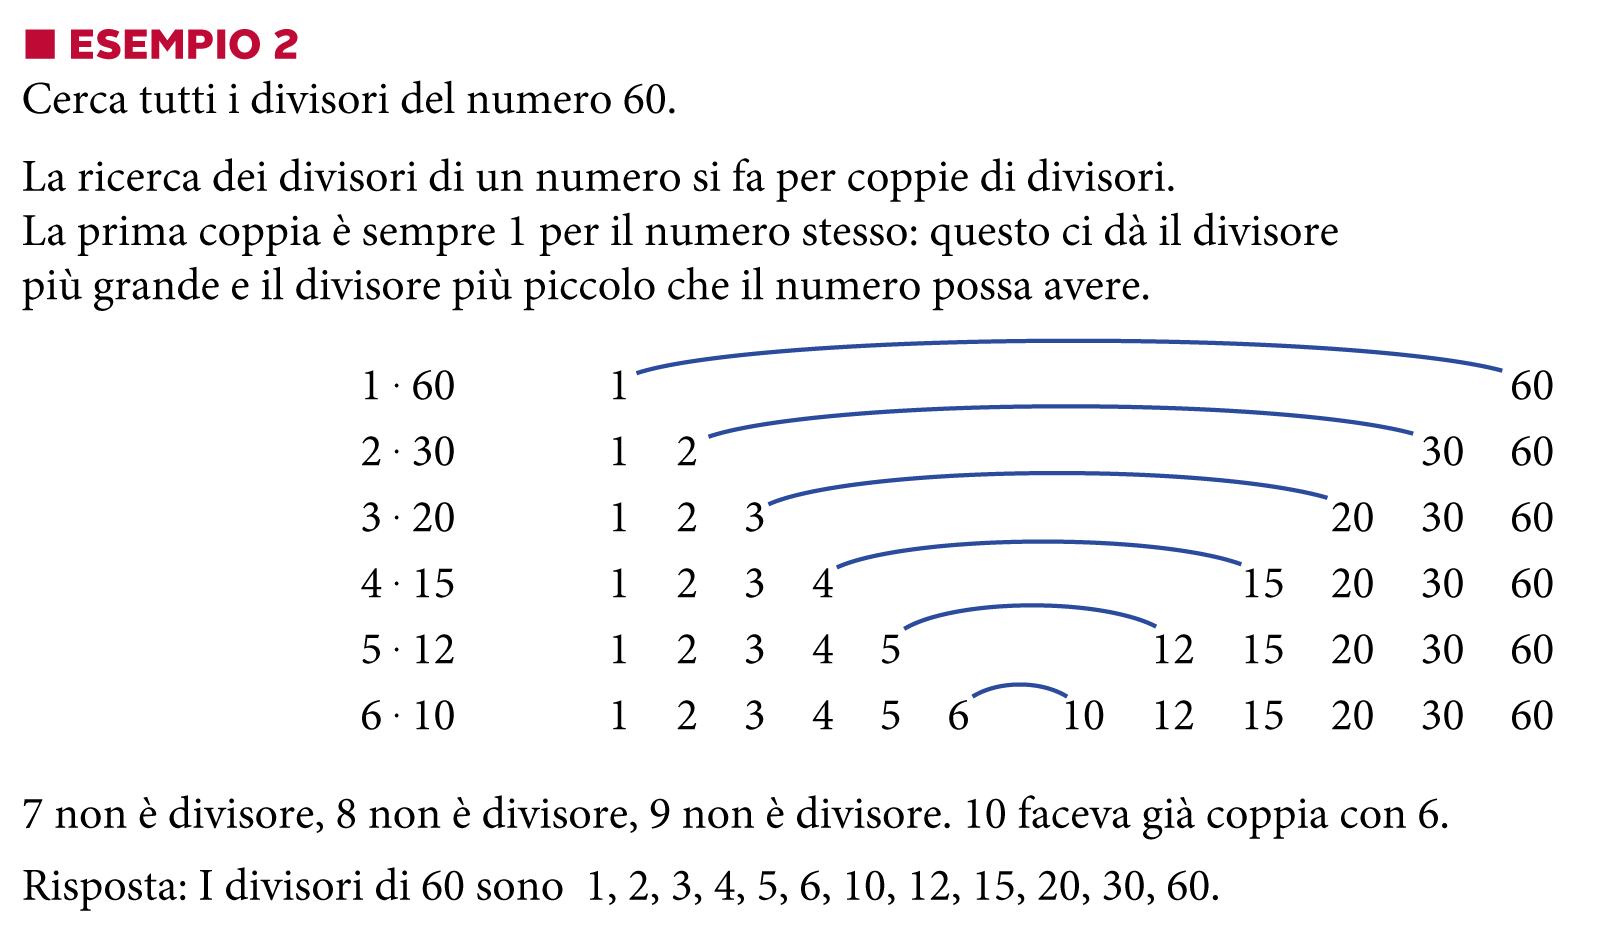 ESEMPIO 2
Cerca tutti i divisori del numero 60.
La ricerca dei divisori di un numero si fa per coppie di divisori.
La prima coppia è sempre 1 per il numero stesso: questo ci dà il divisore
più grande e il divisore più piccolo che il numero possa avere.
1 · 60 1 60
2 · 30 1 2 30 60
3 · 20 1 2 3 20 30 60
4 · 15 1 2 3 4 15 20 30 60
5 · 12 1 2 3 4 5 12 15 20 30 60
6 · 10 1 2 3 4 5 6 10 12 15 20 30 60
7 non è divisore, 8 non è divisore, 9 non è divisore. 10 faceva già coppia con 6.
Risposta: I divisori di 60 sono 1, 2, 3, 4, 5, 6, 10, 12, 15, 20, 30, 60.